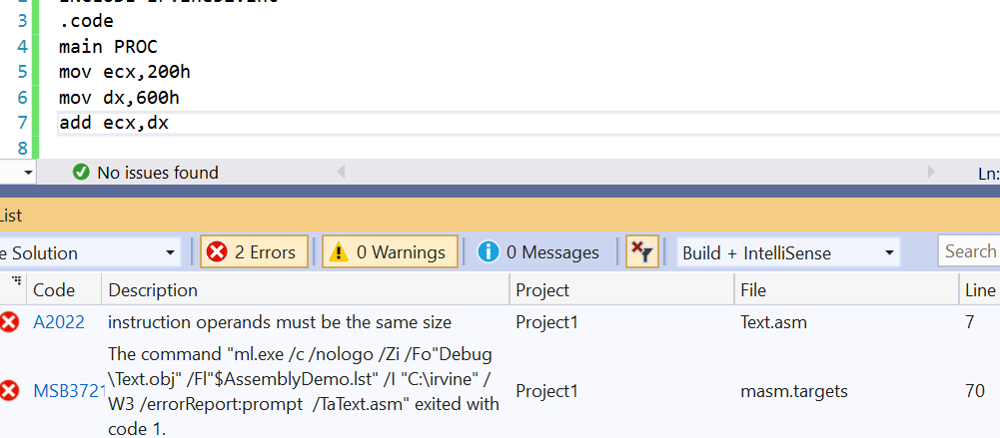 3 .code
4 main PROC
5 mov ecx,200h
6 mov dx,600h
7 add ecx,dx
8
No issues found Ln:
List
e Solution 2 Errors 0 Warnings 0 Messages Build + IntelliSense Search
Code Description Project File Line
A2022 instruction operands must be the same size Project1 Text.asm 7
The command "ml.exe /c /nologo /Zi /Fo"Debug
\Text.obj" /Fl"$AssemblyDemo.lst" /I "C:\irvine" /
MSB3721 W3 /errorReport:prompt /TaText.asm" exited with Project1 masm.targets 70
code 1.